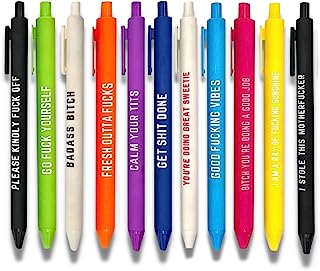 PLEASE KINDLY FUCK OFF
GO FUCK YOURSELF
BADASS BITCH
FRESH OUTTA FUCKS
CALM YOUR TITS
GET SHIT DONE
YOU'RE DOING GREAT SWEETIE
GOOD FUCKING VIBES
BITCH YOU'RE DOING A GOOD JOB
I AM A RAY OF FUCKING SUNSHINE
I STOLE THIS MOTHERFUCKER